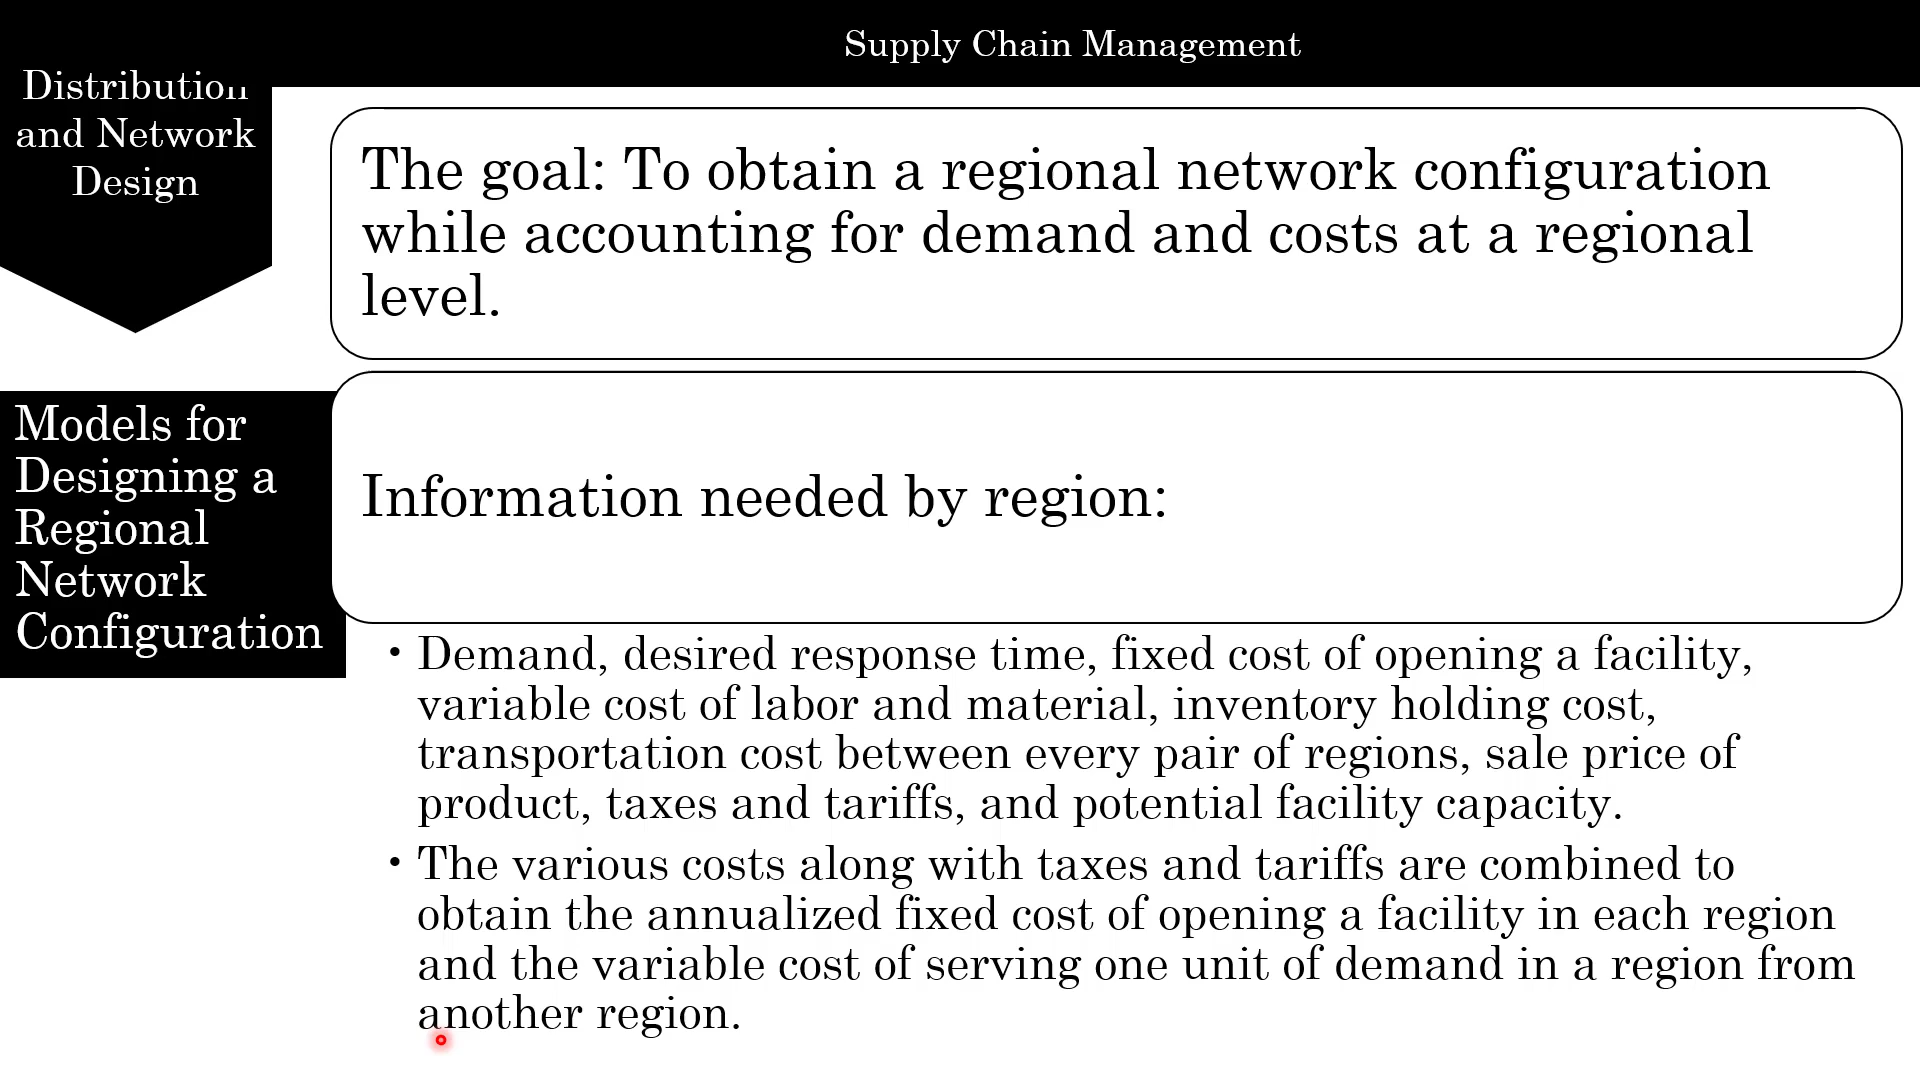 Supply Chain Management
Distribution
and Network
Design
The goal: To obtain a regional network configuration
while accounting for demand and costs at a regional
level.
Models for
Designing a
Regional
Network
Configuration
Information needed by region:
• Demand, desired response time, fixed cost of opening a facility,
variable cost of labor and material, inventory holding cost,
transportation cost between every pair of regions, sale price of
product, taxes and tariffs, and potential facility capacity.
• The various costs along with taxes and tariffs are combined to
obtain the annualized fixed cost of opening a facility in each region
and the variable cost of serving one unit of demand in a region from
another region.